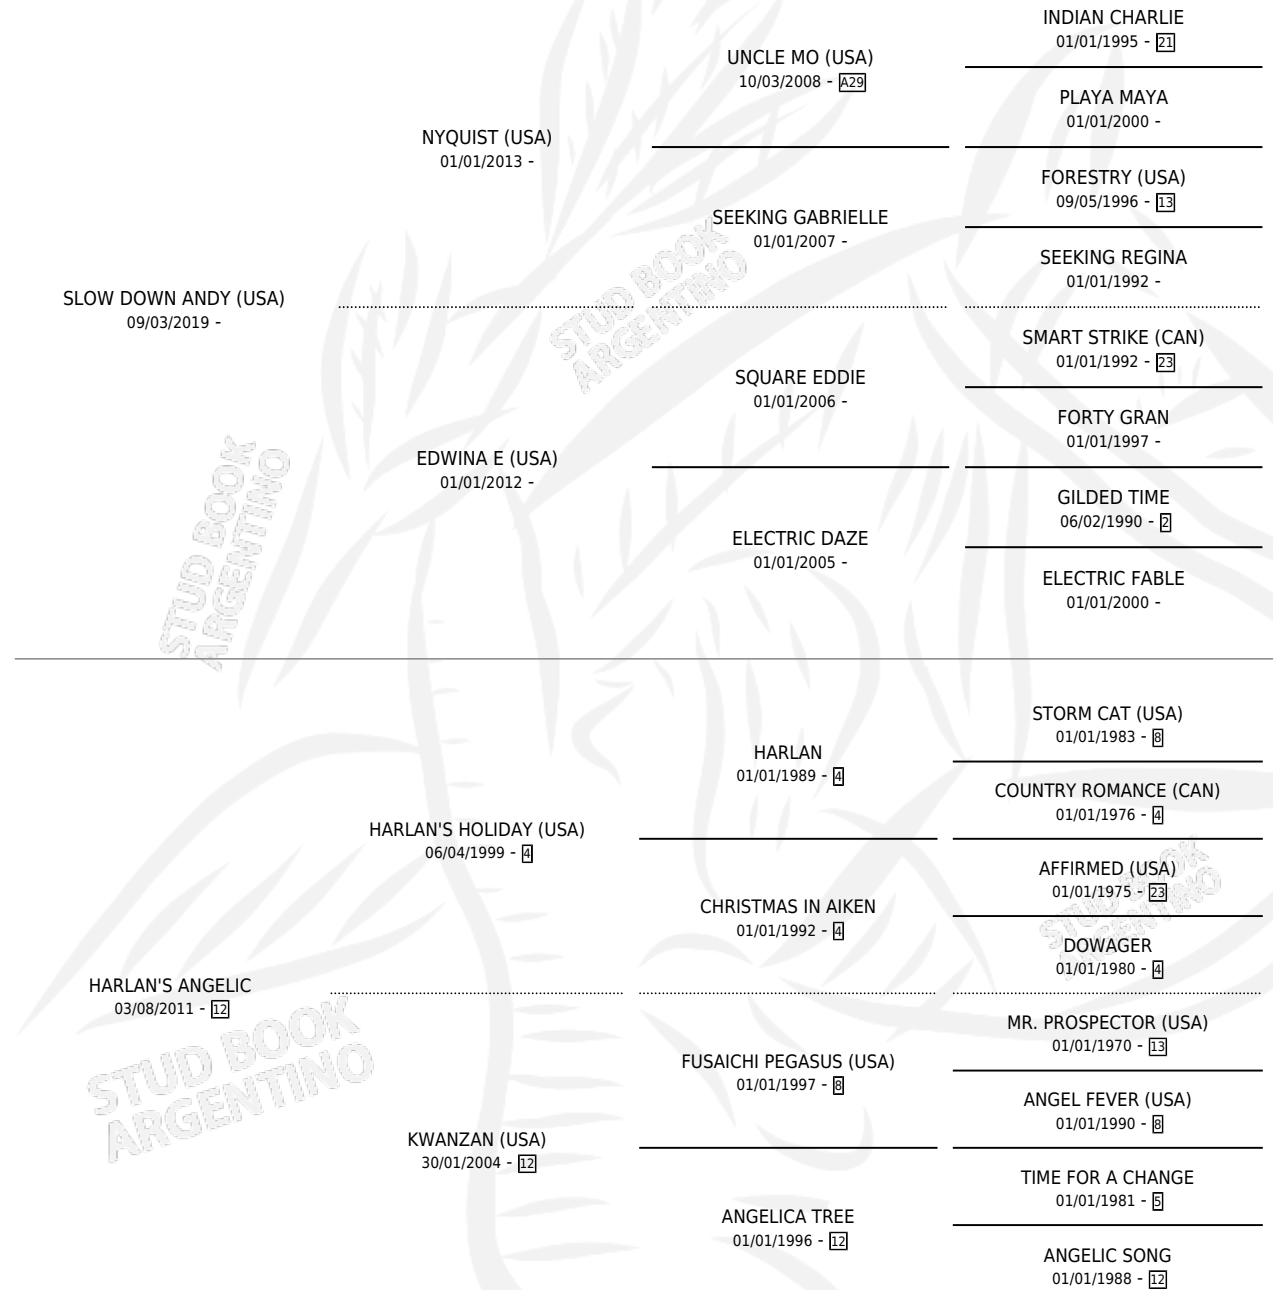 INDIAN CHARLIE
01/01/1995 - 21
UNCLE MO (USA)
10/03/2008 - A29
PLAYA MAYA
01/01/2000 -
NYQUIST (USA)
01/01/2013 -
FORESTRY (USA)
09/05/1996 - 13
SEEKING GABRIELLE
01/01/2007 -
SEEKING REGINA
01/01/1992 -
SLOW DOWN ANDY (USA)
09/03/2019 -
STUD BOOK
ARGENTINO
SMART STRIKE (CAN)
01/01/1992 - 23
SQUARE EDDIE
01/01/2006 -
FORTY GRAN
01/01/1997 -
EDWINA E (USA)
01/01/2012 -
GILDED TIME
06/02/1990 - 2
ELECTRIC DAZE
01/01/2005 -
ELECTRIC FABLE
01/01/2000 -
STUD BOOK
ARGENTINO
STORM CAT (USA)
01/01/1983 - 8
HARLAN
01/01/1989 - 4
COUNTRY ROMANCE (CAN)
01/01/1976 - 4
HARLAN'S HOLIDAY (USA)
06/04/1999 - 4
AFFIRMED (USA)
01/01/1975 - 23
CHRISTMAS IN AIKEN
01/01/1992 - 4
STUD BOOK
ARGENTINO
DOWAGER
01/01/1980 - 4
HARLAN'S ANGELIC
03/08/2011 - 12
MR. PROSPECTOR (USA)
01/01/1970 - 13
FUSAICHI PEGASUS (USA)
01/01/1997 - 8
STUD BOOK
ARGENTINO
ANGEL FEVER (USA)
01/01/1990 - 8
KWANZAN (USA)
30/01/2004 - 12
TIME FOR A CHANGE
01/01/1981 - 5
ANGELICA TREE
01/01/1996 - 12
ANGELIC SONG
01/01/1988 - 12